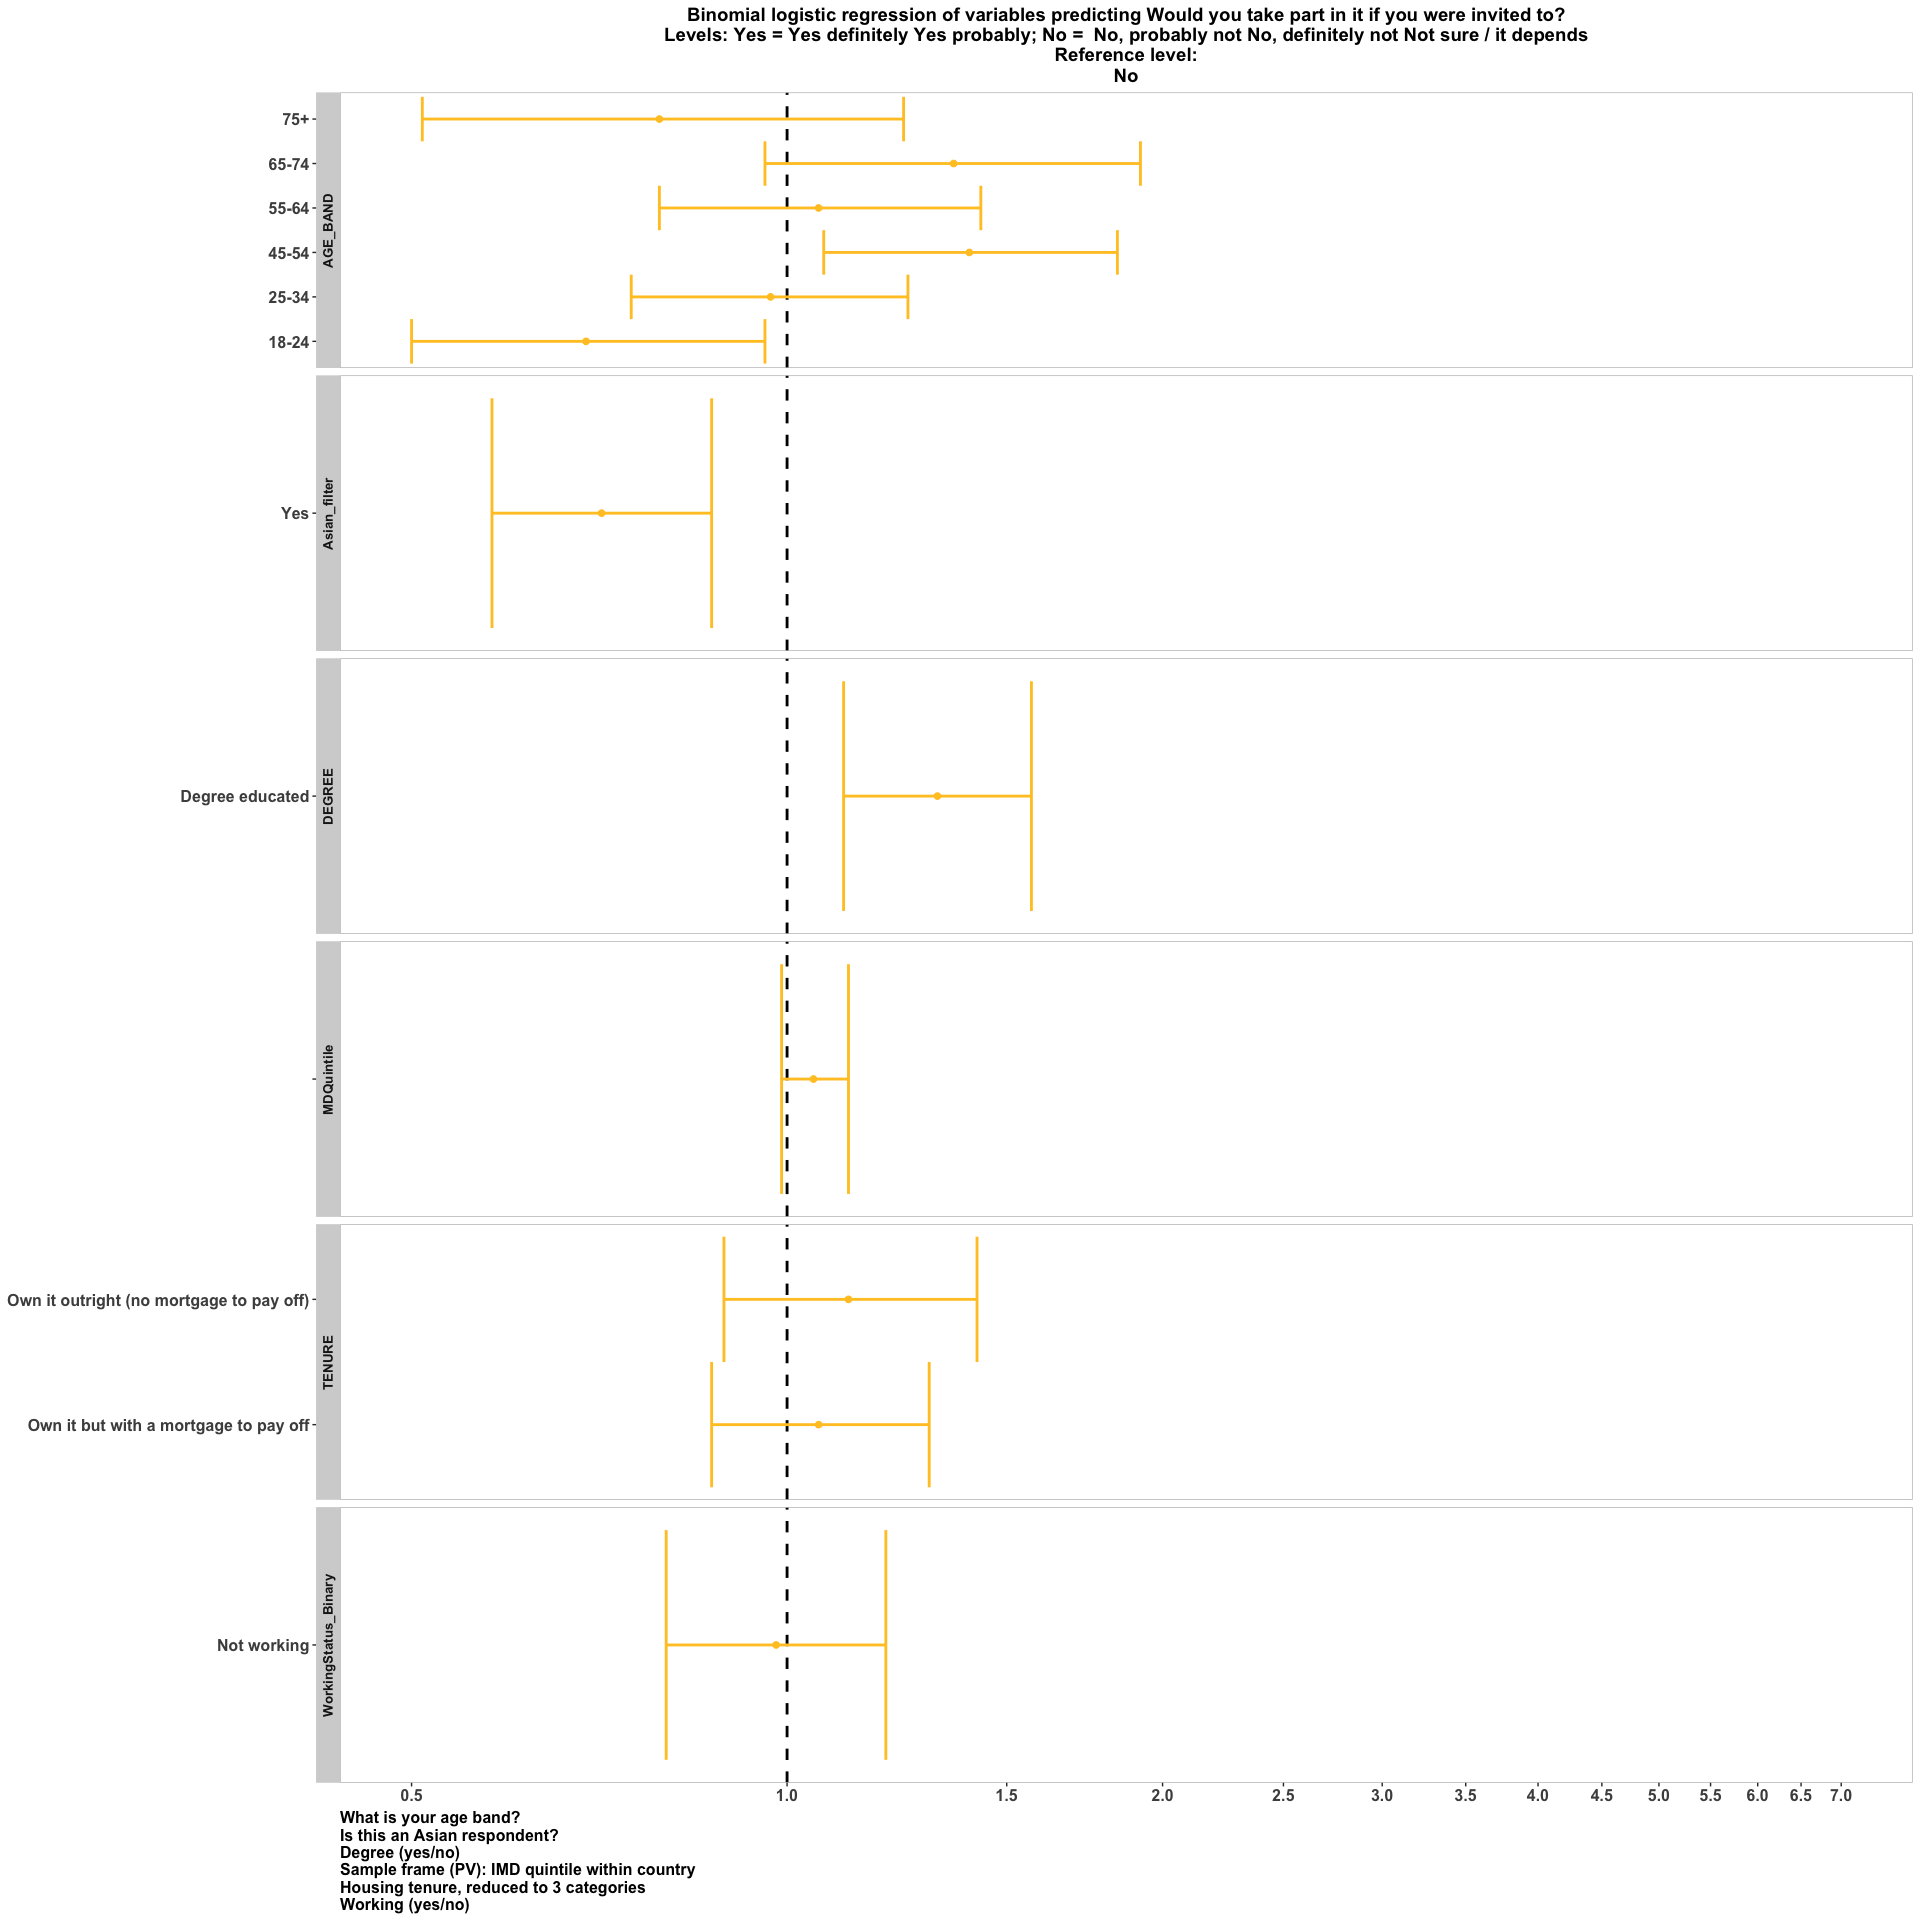 Binomial logistic regression of variables predicting Would you take part in it if you were invited to?
Levels: Yes = Yes definitely Yes probably; No =  No, probably not No, definitely not Not sure / it depends
Reference level:
No
AGE_BAND
75+
65-74
55-64
45-54
25-34
18-24
Asian_filter
Yes
DEGREE
Degree educated
MDQuintile
TENURE
Own it outright (no mortgage to pay off)
Own it but with a mortgage to pay off
WorkingStatus_Binary
Not working
0.5 1.0 1.5 2.0 2.5 3.0 3.5 4.0 4.5 5.0 5.5 6.0 6.5 7.0
What is your age band?
Is this an Asian respondent?
Degree (yes/no)
Sample frame (PV): IMD quintile within country
Housing tenure, reduced to 3 categories
Working (yes/no)